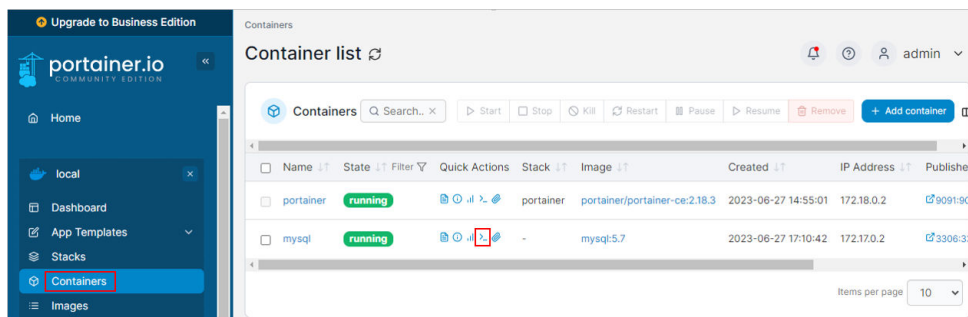 Upgrade to Business Edition
portainer.io
COMMUNITY EDITION
Home
local
Dashboard
App Templates
Stacks
Containers
Images
Containers
Container list
admin
Containers Search.. Start Stop Kill Restart Pause Resume Remove + Add container
Name State Filter Quick Actions Stack Image Created IP Address Publishe
portainer running portainer portainer/portainer-ce:2.18.3 2023-06-27 14:55:01 172.18.0.2 9091:90
mysql running - mysql:5.7 2023-06-27 17:10:42 172.17.0.2 3306:33
Items per page 10